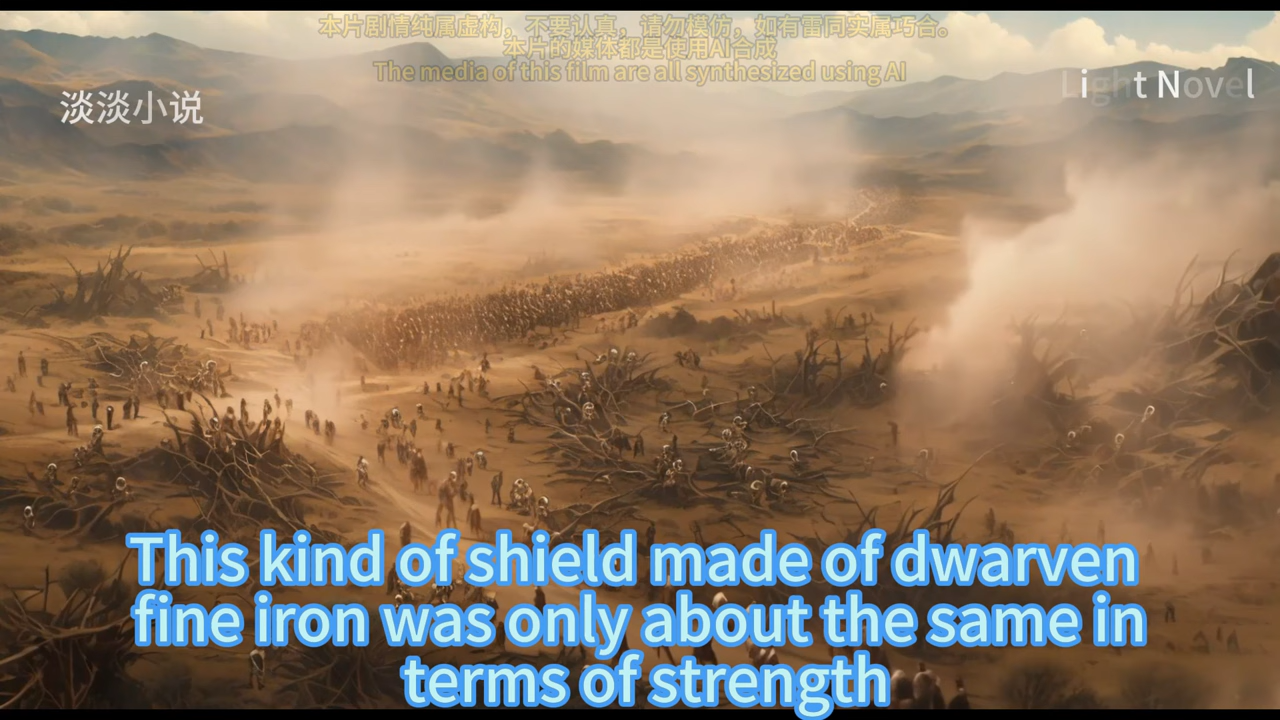 本片剧情纯属虚构，不要认真，请勿模仿，如有雷同实属巧合。
本片的媒体都是使用AI合成
The media of this film are all synthesized using AI
淡淡小说
Light Novel
This kind of shield made of dwarven
fine iron was only about the same in
terms of strength